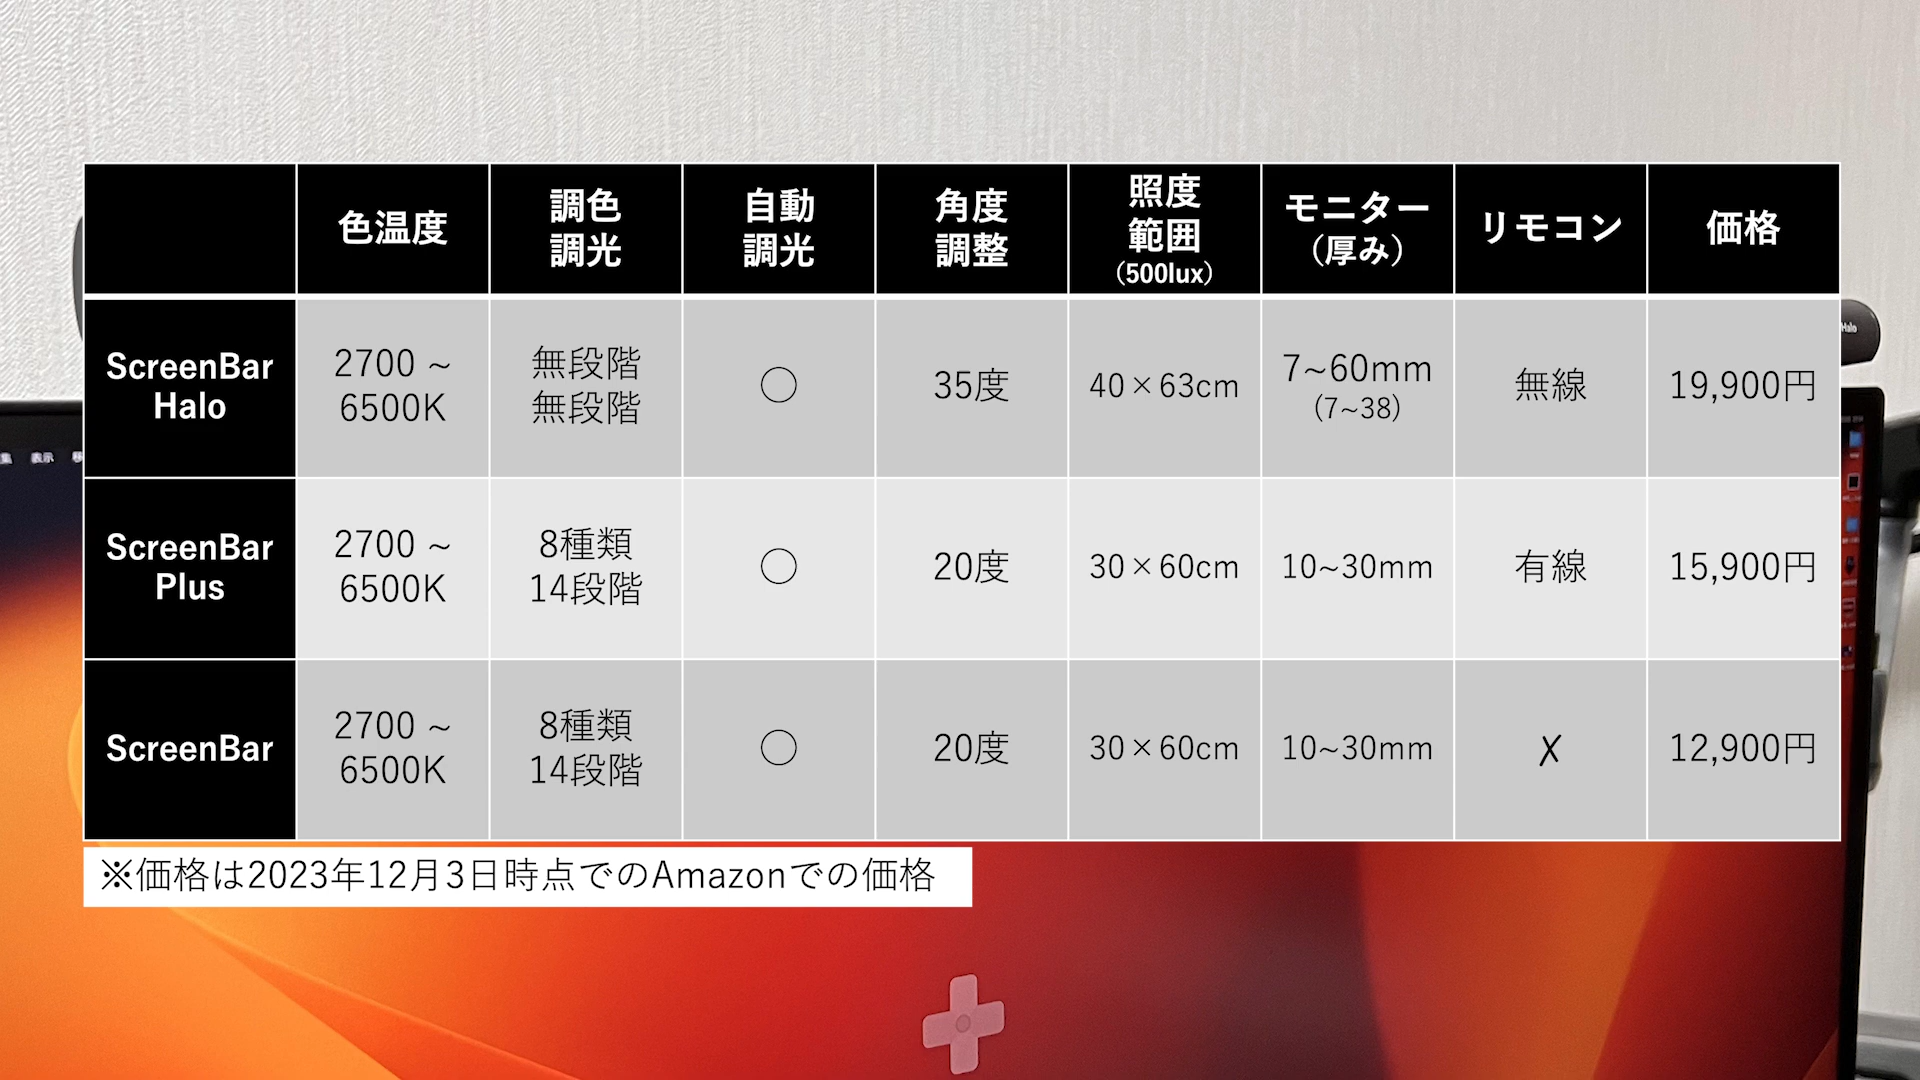 色温度
調色
調光
自動
調光
角度
調整
照度
範囲
（500lux）
モニター
（厚み）
リモコン
価格
ScreenBar
Halo
2700 ~
6500K
無段階
無段階
〇
35度
40×63cm
7~60mm
（7~38）
無線
19,900円
ScreenBar
Plus
2700 ~
6500K
8種類
14段階
〇
20度
30×60cm
10~30mm
有線
15,900円
ScreenBar
2700 ~
6500K
8種類
14段階
〇
20度
30×60cm
10~30mm
✗
12,900円
※価格は2023年12月3日時点でのAmazonでの価格
Halo
集 表示